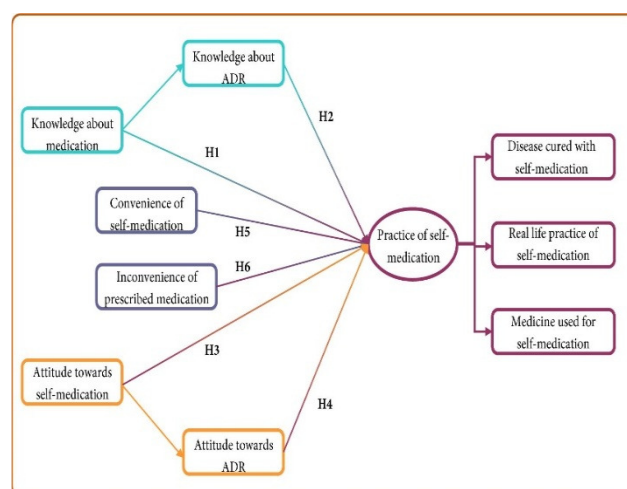 Knowledge about
ADR
Knowledge about
medication
H2
H1
Convenience of
self-medication
H5
Inconvenience of
prescribed medication
H6
Practice of self-
medication
Disease cured with
self-medication
Real life practice of
self-medication
Medicine used for
self-medication
Attitude towards
self-medication
H3
H4
Attitude towards
ADR